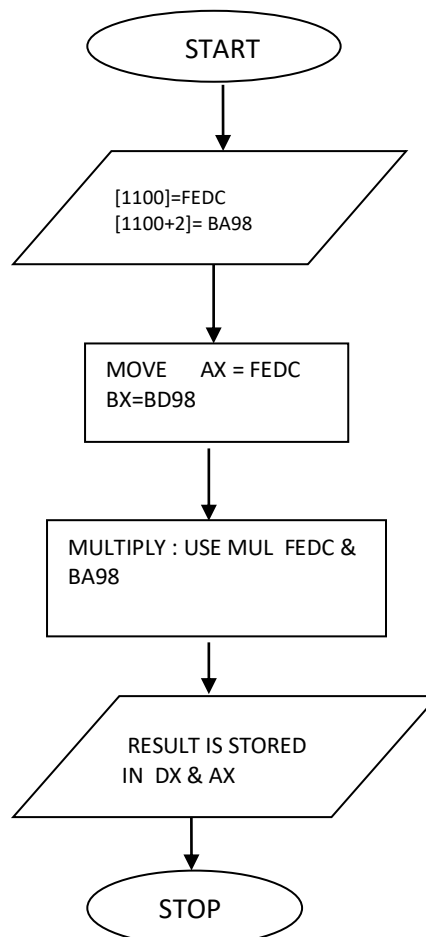 START
[1100]=FEDC
[1100+2]= BA98
MOVE AX = FEDC
BX=BD98
MULTIPLY : USE MUL FEDC &
BA98
RESULT IS STORED
IN DX & AX
STOP